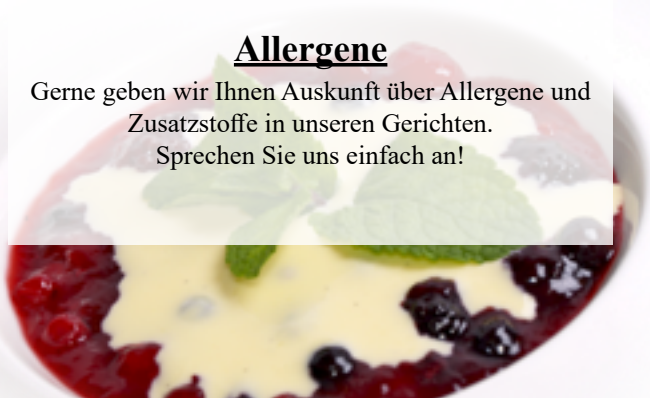 Allergene
Gerne geben wir Ihnen Auskunft über Allergene und
Zusatzstoffe in unseren Gerichten.
Sprechen Sie uns einfach an!